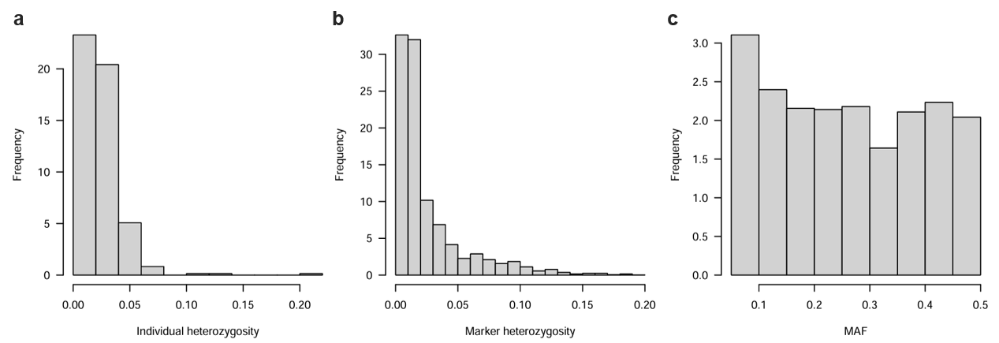 a
Frequency
20
15
10
5
0
0.00 0.05 0.10 0.15 0.20
Individual heterozygosity
b
Frequency
30
25
20
15
10
5
0
0.00 0.05 0.10 0.15 0.20
Marker heterozygosity
c
Frequency
3.0
2.5
2.0
1.5
1.0
0.5
0.0
0.1 0.2 0.3 0.4 0.5
MAF